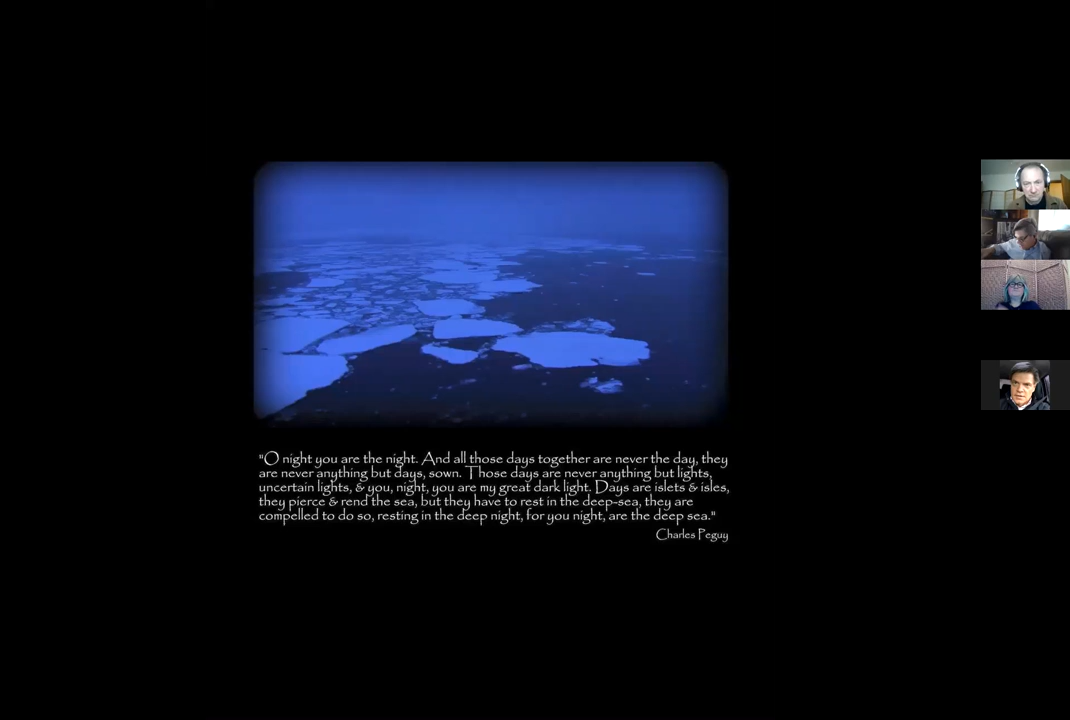 "O night you are the night. And all those days together are never the day, they
are never anything but days, sown. Those days are never anything but lights,
uncertain lights, & you, night, you are my great dark light. Days are islets & isles,
they pierce & rend the sea, but they have to rest in the deep-sea, they are
compelled to do so, resting in the deep night, for you night, are the deep sea."
Charles Peguy